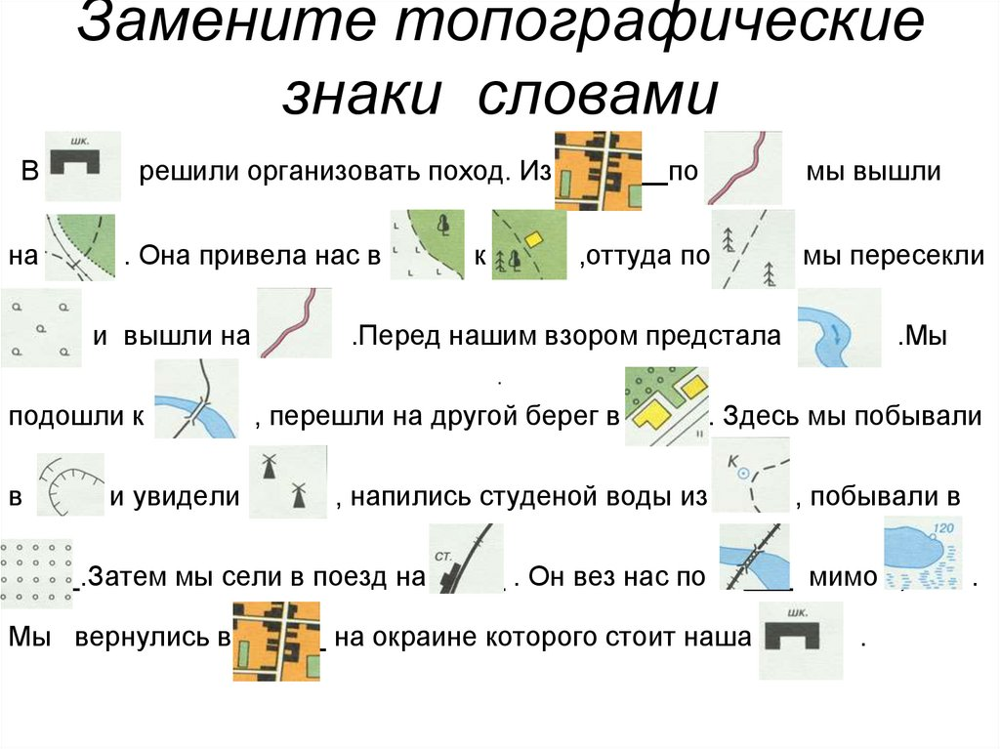 Замените топографические
знаки словами
шк.
В решили организовать поход. Из __по мы вышли
на . Она привела нас в к ,оттуда по мы пересекли
и вышли на .Перед нашим взором предстала .Мы
.
подошли к , перешли на другой берег в . Здесь мы побывали
К
в и увидели , напились студеной воды из , побывали в
ст. 120
_.Затем мы сели в поезд на . Он вез нас по ___ мимо , .
шк.
Мы вернулись в _ на окраине которого стоит наша .